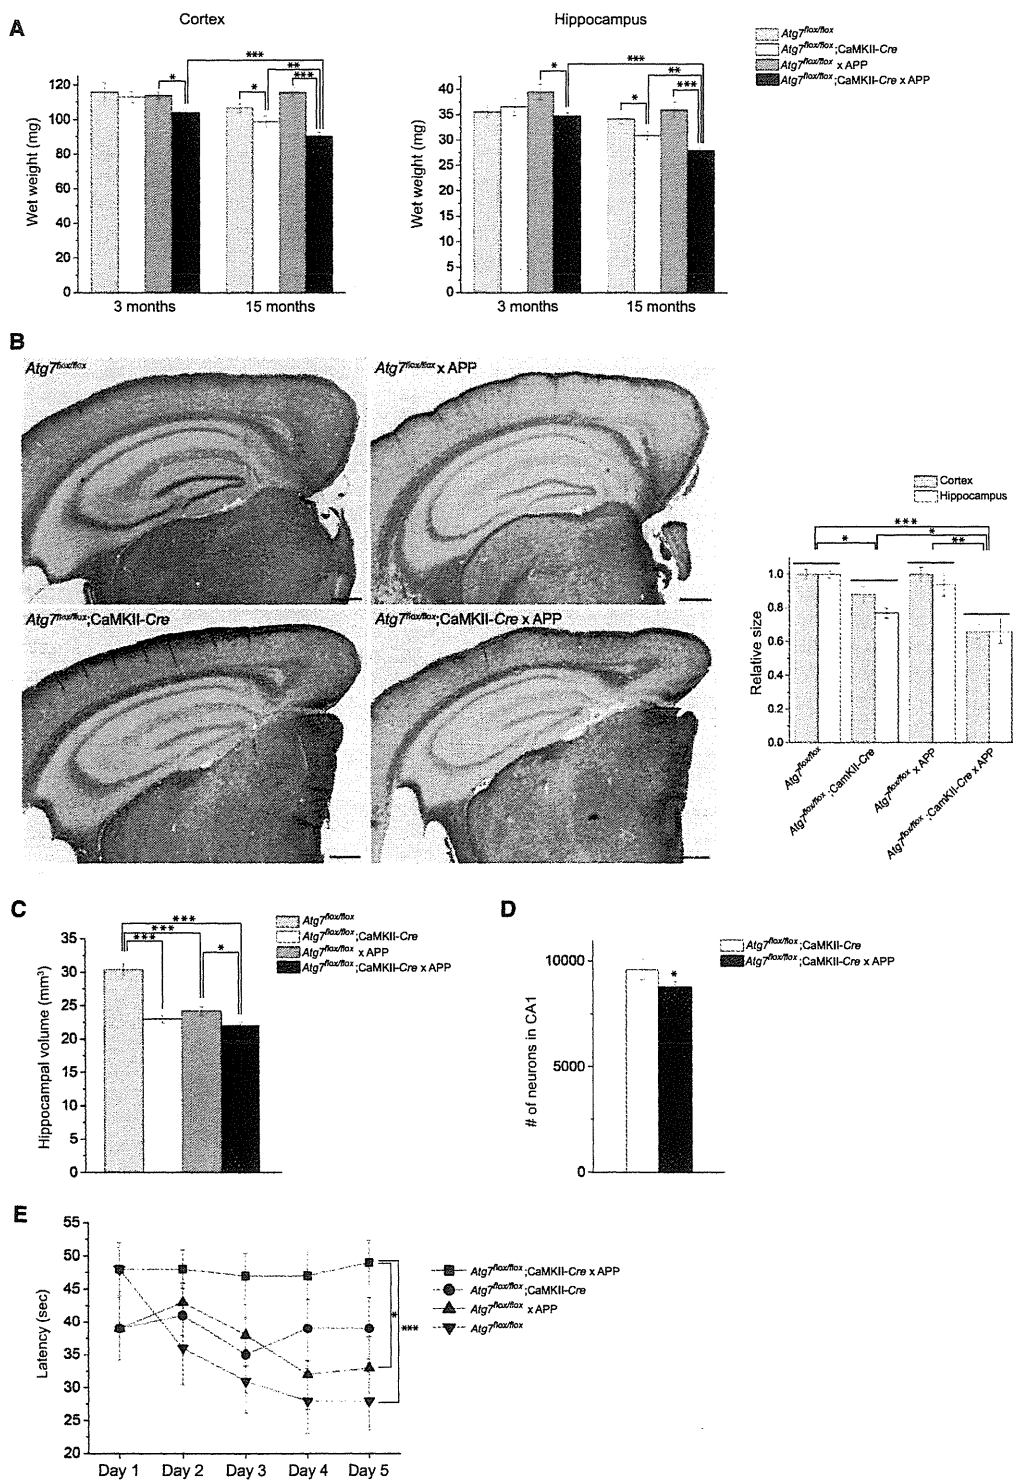 A
Cortex
Hippocampus
Atg7flox/flox
Atg7flox/flox;CaMKII-Cre
Atg7flox/flox x APP
Atg7flox/flox;CaMKII-Cre x APP
Wet weight (mg)
120
100
80
60
40
20
0
*
*
***
**
***
3 months
15 months
Wet weight (mg)
40
35
30
25
20
15
10
5
0
*
*
***
**
***
3 months
15 months
B
Atg7flox/flox
Atg7flox/flox x APP
Atg7flox/flox;CaMKII-Cre
Atg7flox/flox;CaMKII-Cre x APP
Cortex
Hippocampus
***
*
*
**
Relative size
1.0
0.8
0.6
0.4
0.2
0.0
Atg7flox/flox
Atg7flox/flox ;CamKII-Cre
Atg7flox/flox x APP
Atg7flox/flox ;CamKII-Cre x APP
C
***
***
***
*
Atg7flox/flox
Atg7flox/flox;CaMKII-Cre
Atg7flox/flox x APP
Atg7flox/flox;CaMKII-Cre x APP
Hippocampal volume (mm³)
35
30
25
20
15
10
5
0
D
Atg7flox/flox;CaMKII-Cre
Atg7flox/flox;CaMKII-Cre x APP
# of neurons in CA1
10000
5000
0
*
E
Latency (sec)
55
50
45
40
35
30
25
20
Day 1
Day 2
Day 3
Day 4
Day 5
*
***
Atg7flox/flox;CaMKII-Cre x APP
Atg7flox/flox;CaMKII-Cre
Atg7flox/flox x APP
Atg7flox/flox